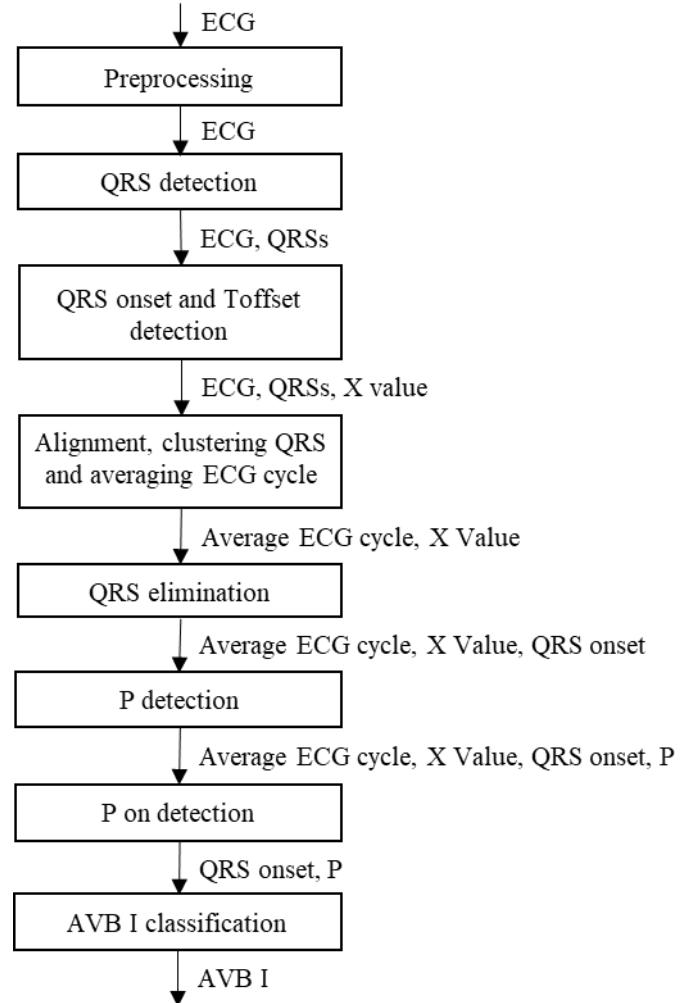 ECG
Preprocessing
ECG
QRS detection
ECG, QRSs
QRS onset and Toffset
detection
ECG, QRSs, X value
Alignment, clustering QRS
and averaging ECG cycle
Average ECG cycle, X Value
QRS elimination
Average ECG cycle, X Value, QRS onset
P detection
Average ECG cycle, X Value, QRS onset, P
P on detection
QRS onset, P
AVB I classification
AVB I